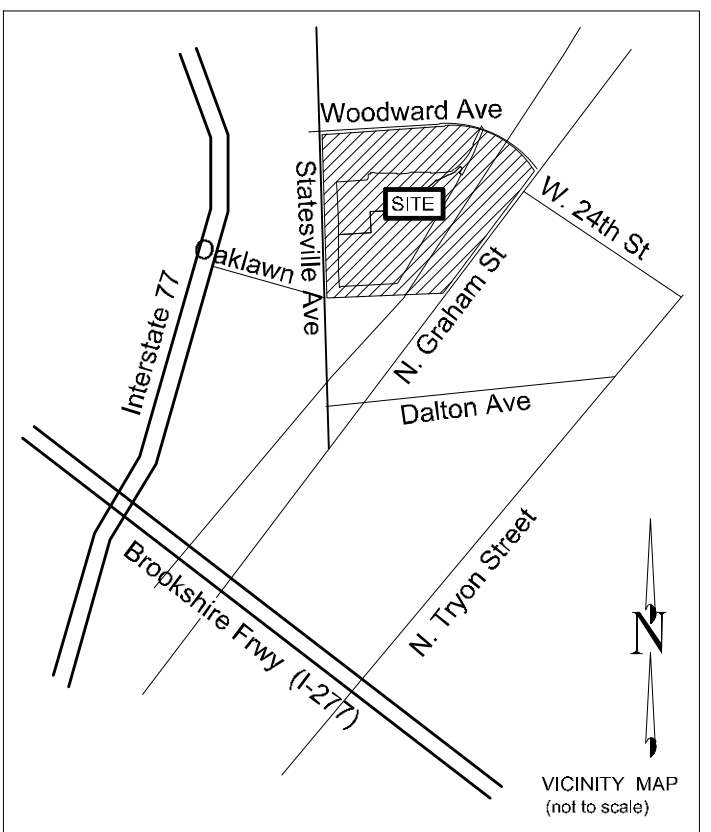 Woodward Ave
Statesville Ave
SITE
W. 24th St
Oaklawn
Interstate 77
N. Graham St
Dalton Ave
N. Tryon Street
Brookshire Frwy (I-277)
N
VICINITY MAP
(not to scale)